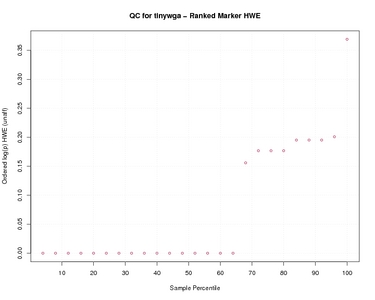 QC for tinywga – Ranked Marker HWE
Ordered log(p) HWE (unaff)
0.35
0.30
0.25
0.20
0.15
0.10
0.05
0.00
10 20 30 40 50 60 70 80 90 100
Sample Percentile